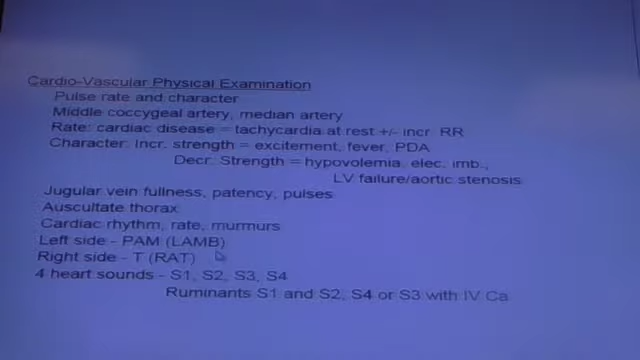 Cardio-Vascular Physical Examination
Pulse rate and character
Middle coccygeal artery, median artery
Rate: cardiac disease = tachycardia at rest +/- incr RR
Character: Incr. strength = excitement, fever, PDA
Decr. Strength = hypovolemia, elec. imb.,
LV failure/aortic stenosis
Jugular vein fullness, patency, pulses
Auscultate thorax
Cardiac rhythm, rate, murmurs
Left side - PAM (LAMB)
Right side - T (RAT)
4 heart sounds - S1, S2, S3, S4
Ruminants S1 and S2, S4 or S3 with IV Ca